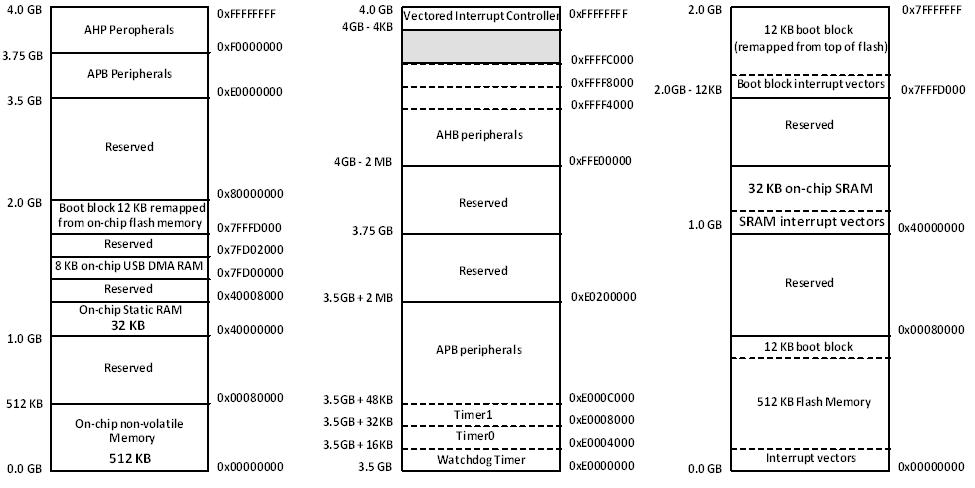 4.0 GB
0xFFFFFFFF
AHP Peropherals
0xF0000000
3.75 GB
APB Peripherals
0xE0000000
3.5 GB
Reserved
0x80000000
2.0 GB
Boot block 12 KB remapped
from on-chip flash memory
0x7FFFD000
Reserved
0x7FD02000
8 KB on-chip USB DMA RAM
0x7FD00000
Reserved
0x40008000
On-chip Static RAM
32 KB
0x40000000
1.0 GB
Reserved
0x00080000
512 KB
On-chip non-volatile
Memory
512 KB
0.0 GB
0x00000000
4.0 GB
Vectored Interrupt Controller
0xFFFFFFFF
4GB - 4KB
0xFFFFC000
0xFFFF8000
0xFFFF4000
AHB peripherals
4GB - 2 MB
0xFFE00000
Reserved
3.75 GB
Reserved
3.5GB + 2 MB
0xE0200000
APB peripherals
3.5GB + 48KB
0xE000C000
Timer1
3.5GB + 32KB
0xE0008000
Timer0
3.5GB + 16KB
0xE0004000
Watchdog Timer
3.5 GB
0xE0000000
2.0 GB
0x7FFFFFFF
12 KB boot block
(remapped from top of flash)
Boot block interrupt vectors
2.0GB - 12KB
0x7FFFD000
Reserved
32 KB on-chip SRAM
SRAM interrupt vectors
1.0 GB
0x40000000
Reserved
0x00080000
12 KB boot block
512 KB Flash Memory
Interrupt vectors
0.0 GB
0x00000000